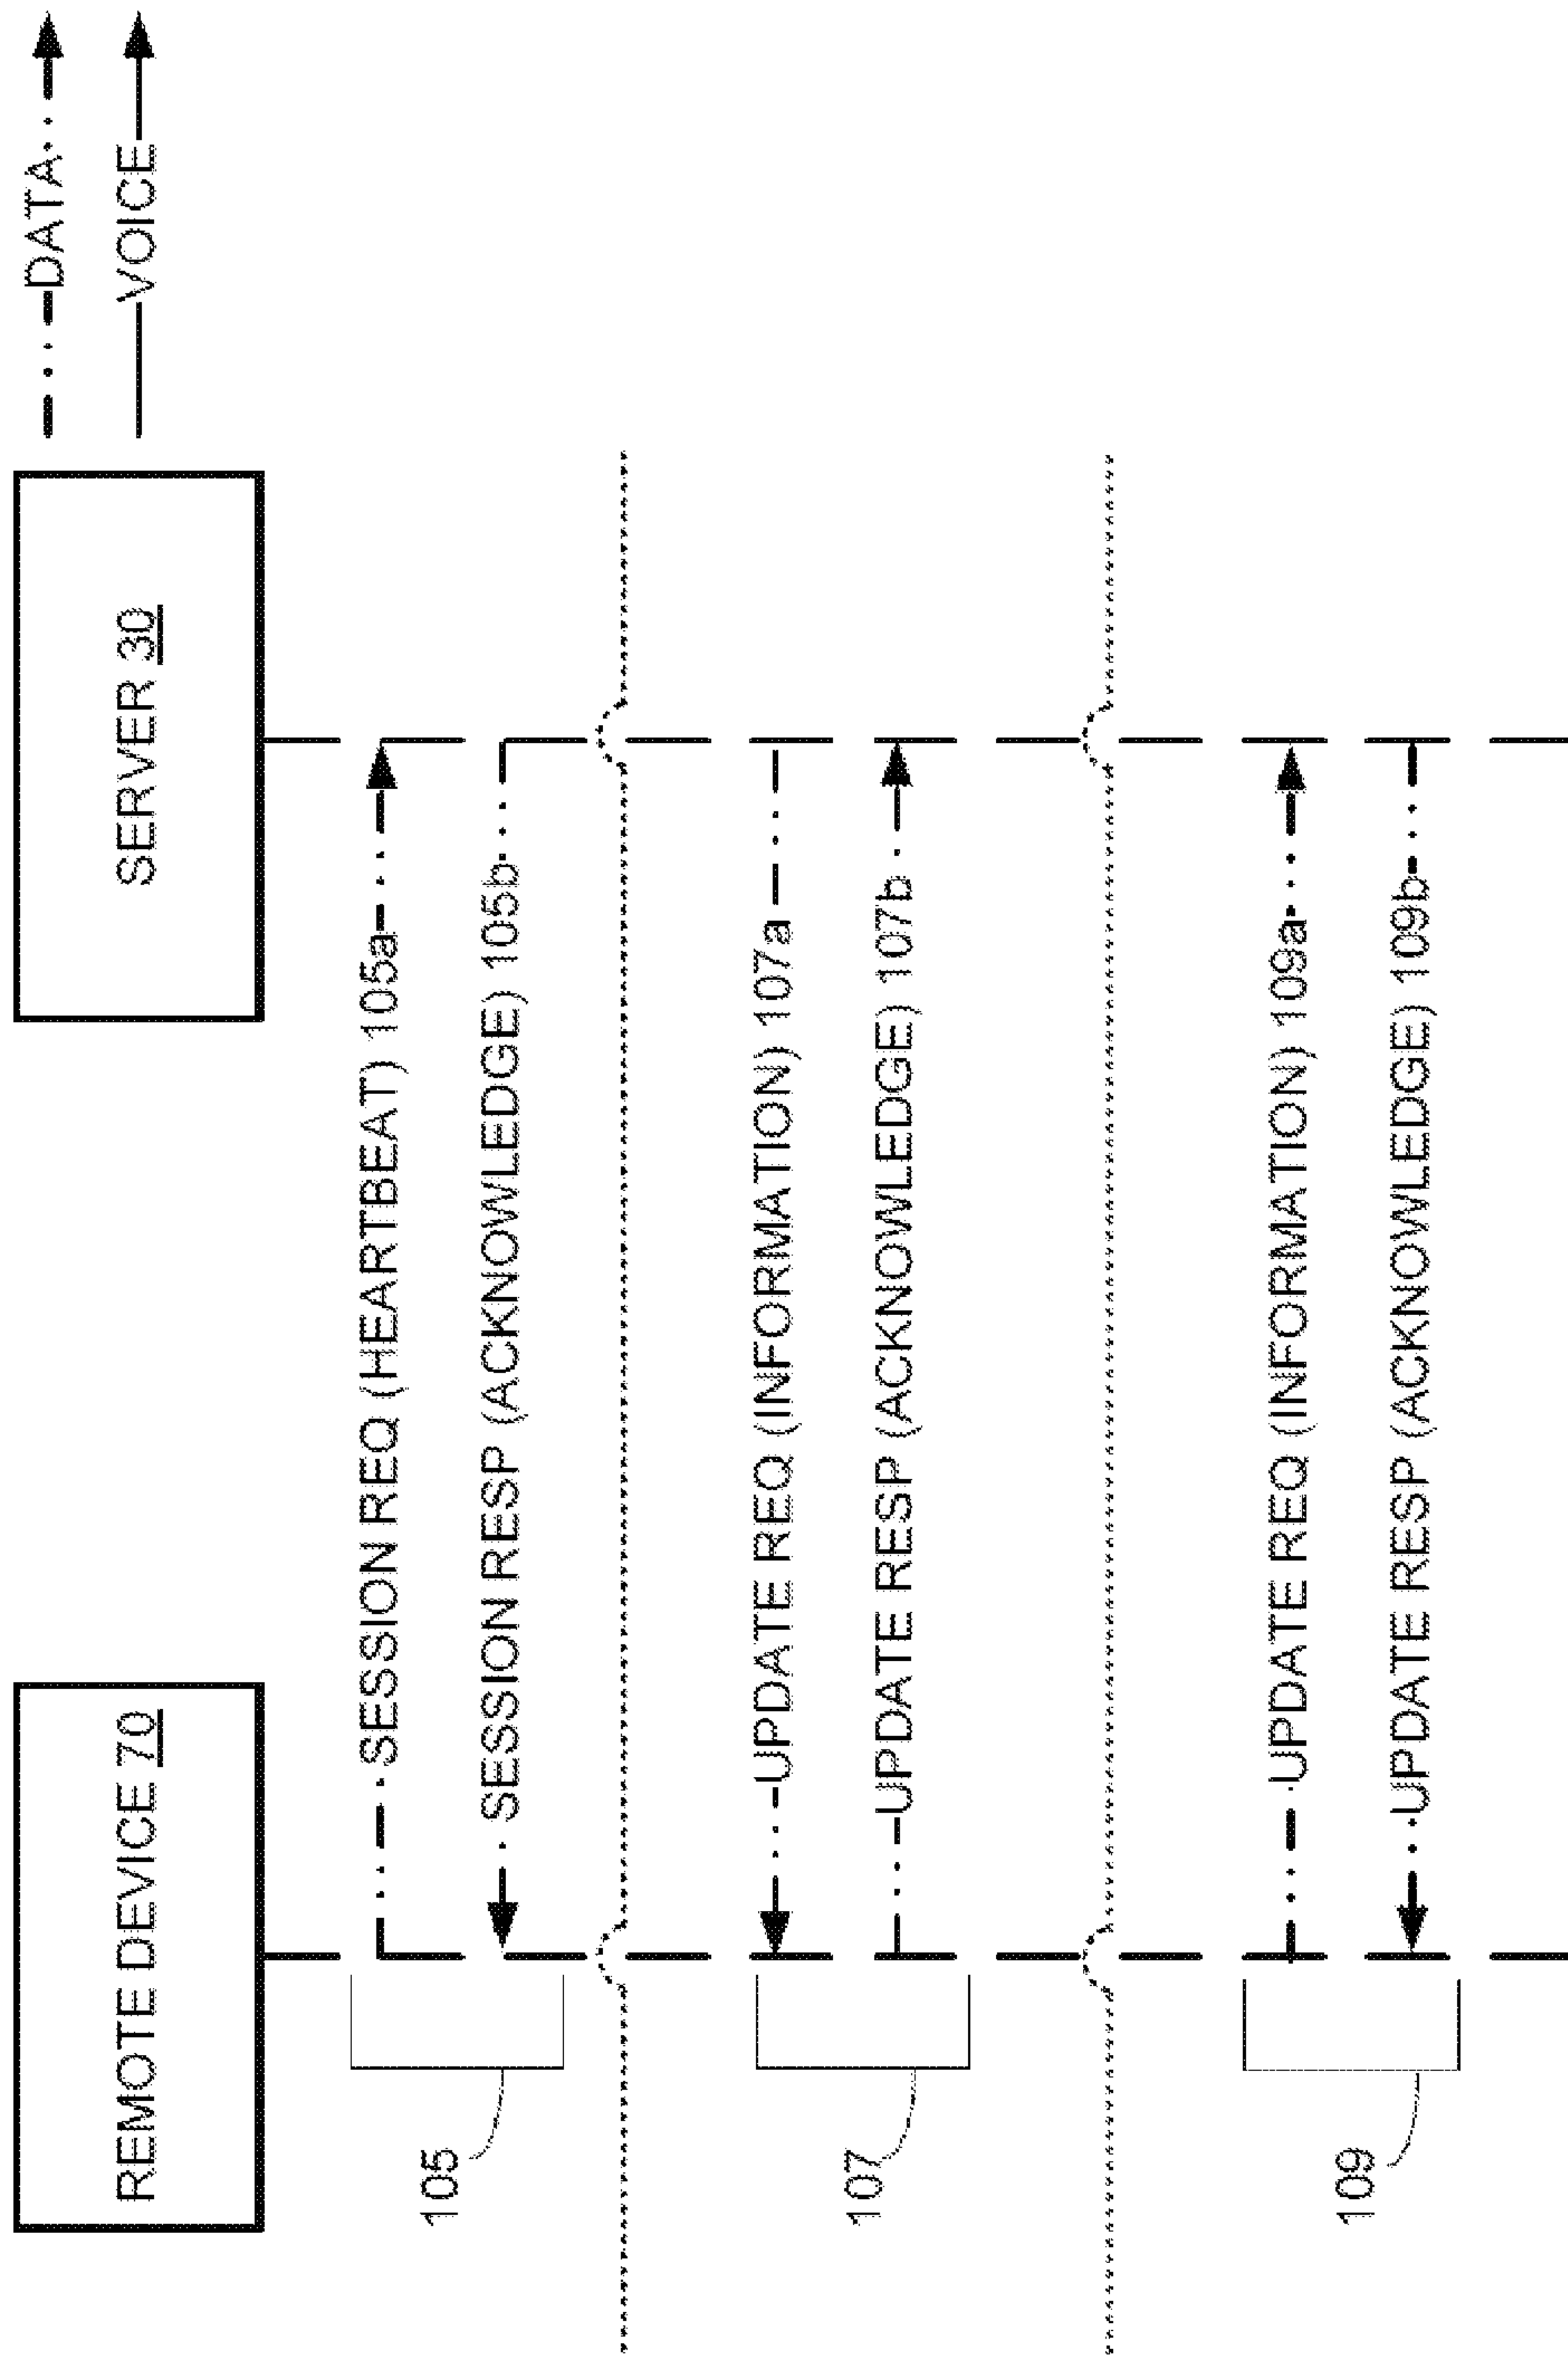 REMOTE DEVICE 70
SERVER 30
DATA
VOICE
SESSION REQ (HEARTBEAT) 105a
SESSION RESP (ACKNOWLEDGE) 105b
105
UPDATE REQ (INFORMATION) 107a
UPDATE RESP (ACKNOWLEDGE) 107b
107
UPDATE REQ (INFORMATION) 109a
UPDATE RESP (ACKNOWLEDGE) 109b
109